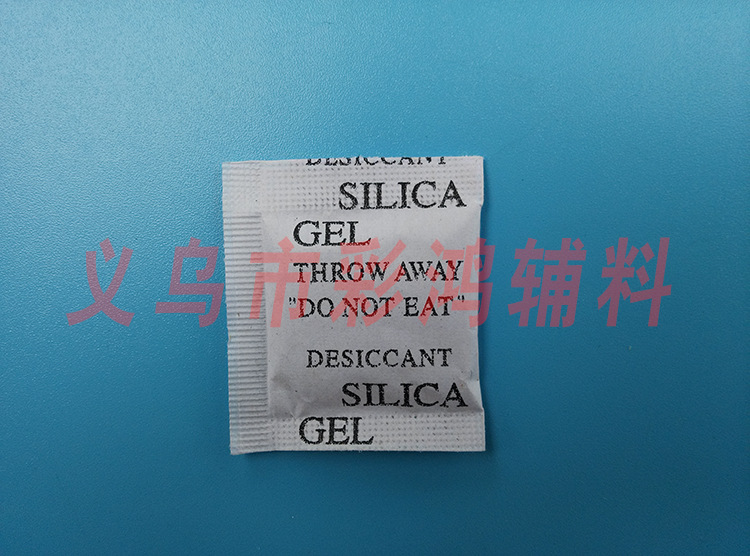 DESICCANT
SILICA
GEL
THROW AWAY
"DO NOT EAT"
DESICCANT
SILICA
GEL
义乌市彩鸿辅料